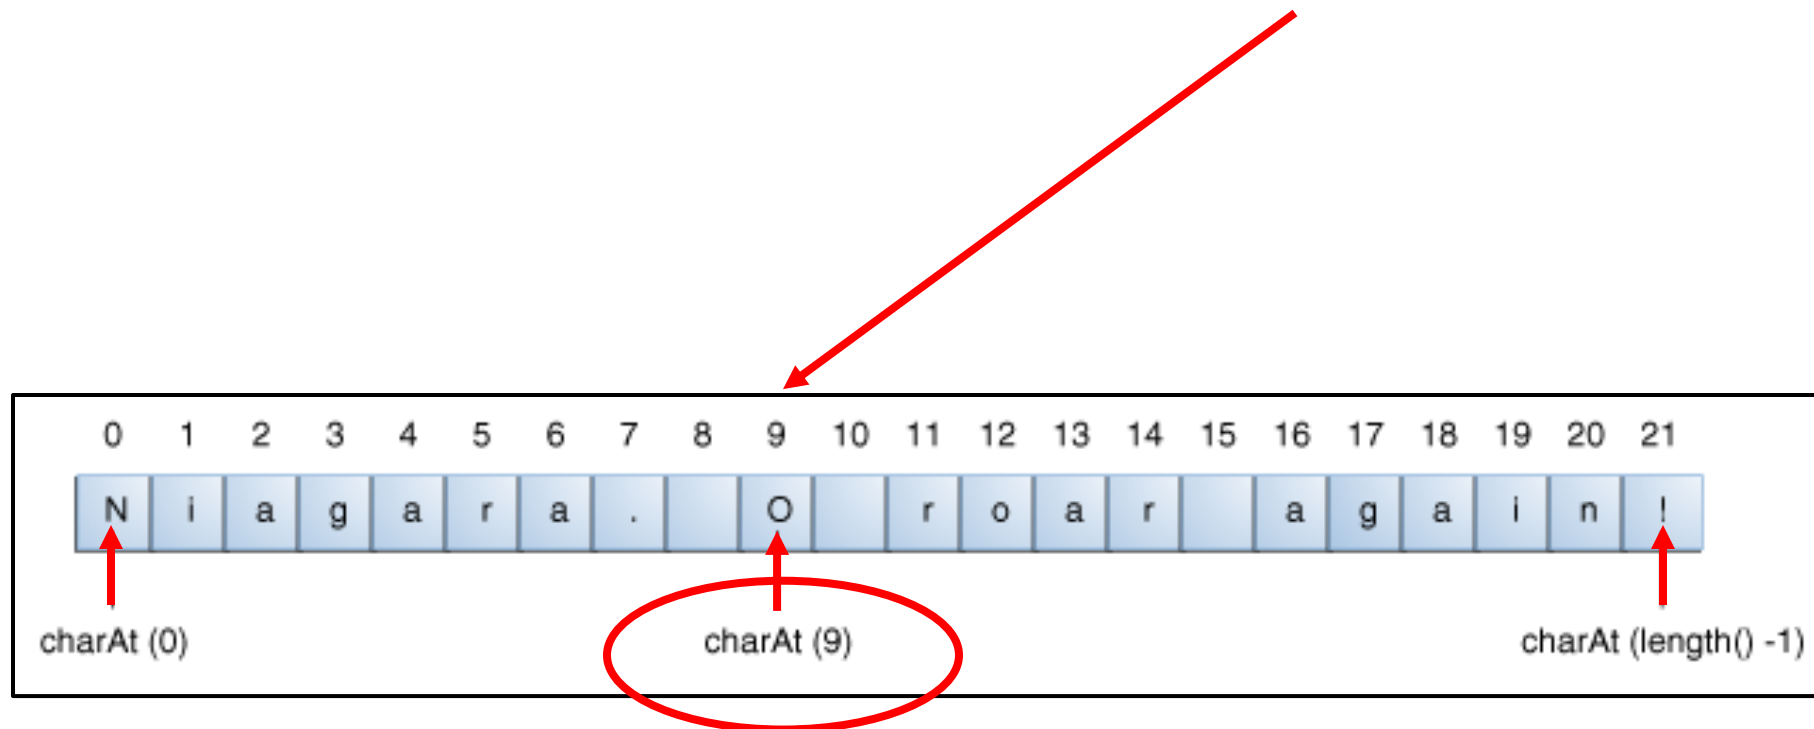 0 1 2 3 4 5 6 7 8 9 10 11 12 13 14 15 16 17 18 19 20 21
N i a g a r a . O r o a r a g a i n !
charAt (0) charAt (9) charAt (length() -1)